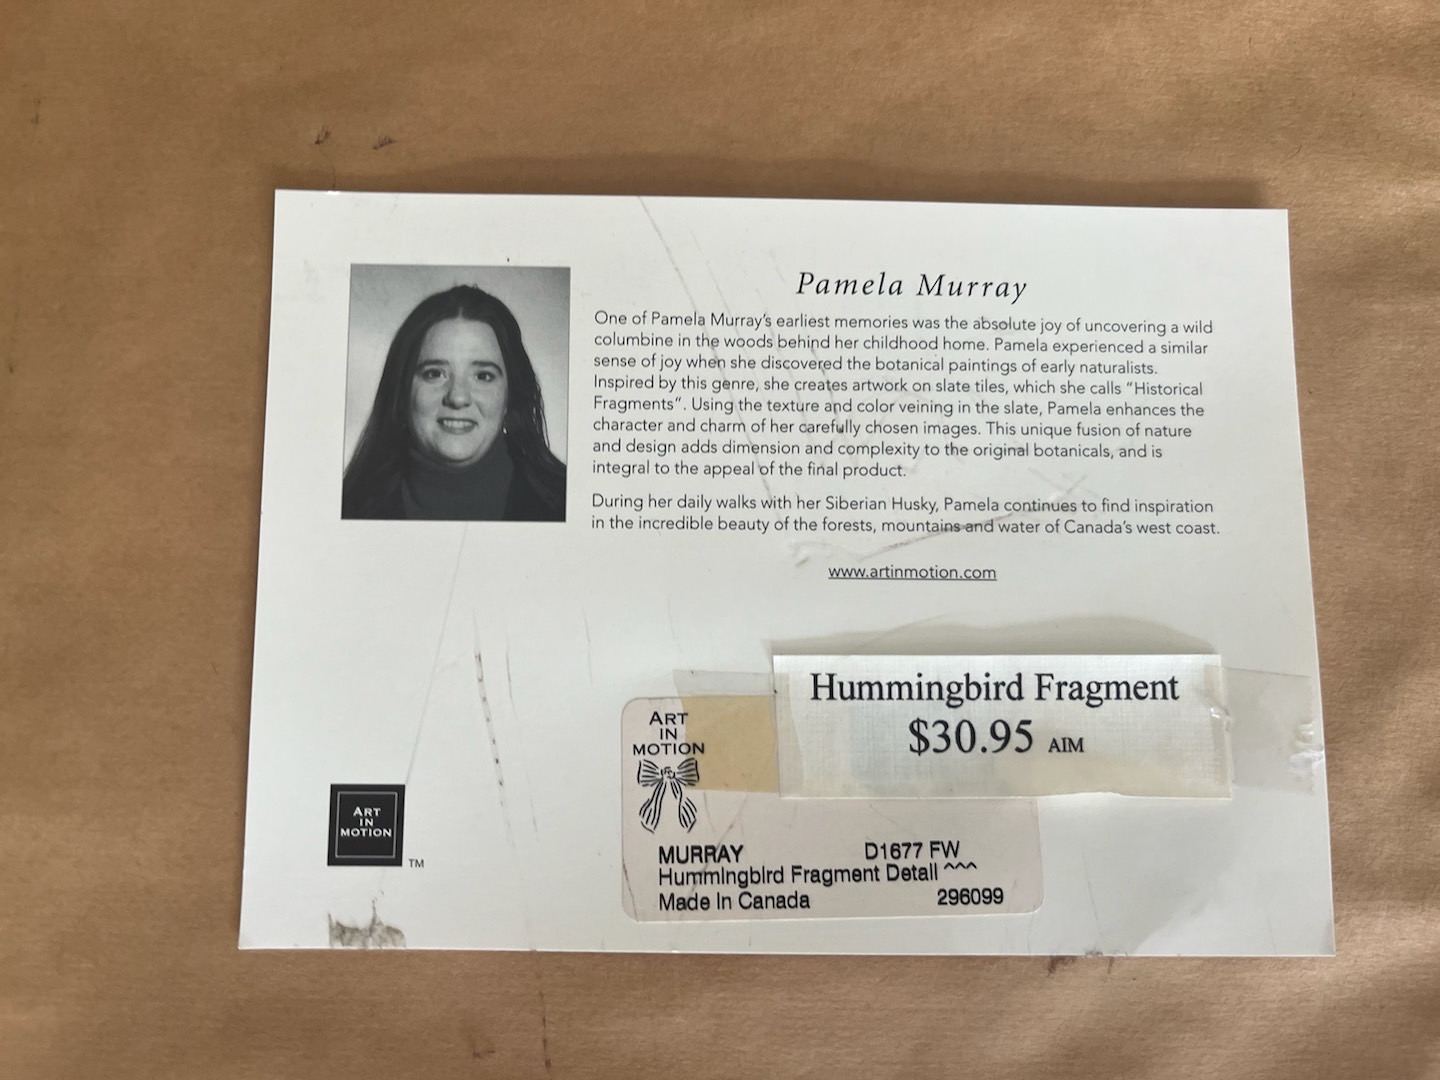 Pamela Murray
One of Pamela Murray's earliest memories was the absolute joy of uncovering a wild
columbine in the woods behind her childhood home. Pamela experienced a similar
sense of joy when she discovered the botanical paintings of early naturalists.
Inspired by this genre, she creates artwork on slate tiles, which she calls "Historical
Fragments". Using the texture and color veining in the slate, Pamela enhances the
character and charm of her carefully chosen images. This unique fusion of nature
and design adds dimension and complexity to the original botanicals, and is
integral to the appeal of the final product.
During her daily walks with her Siberian Husky, Pamela continues to find inspiration
in the incredible beauty of the forests, mountains and water of Canada's west coast.
www.artinmotion.com
Hummingbird Fragment
$30.95 AIM
ART
IN
MOTION
MURRAY D1677 FW
Hummingbird Fragment Detail ^^^
Made In Canada 296099
ART
IN
MOTION
TM